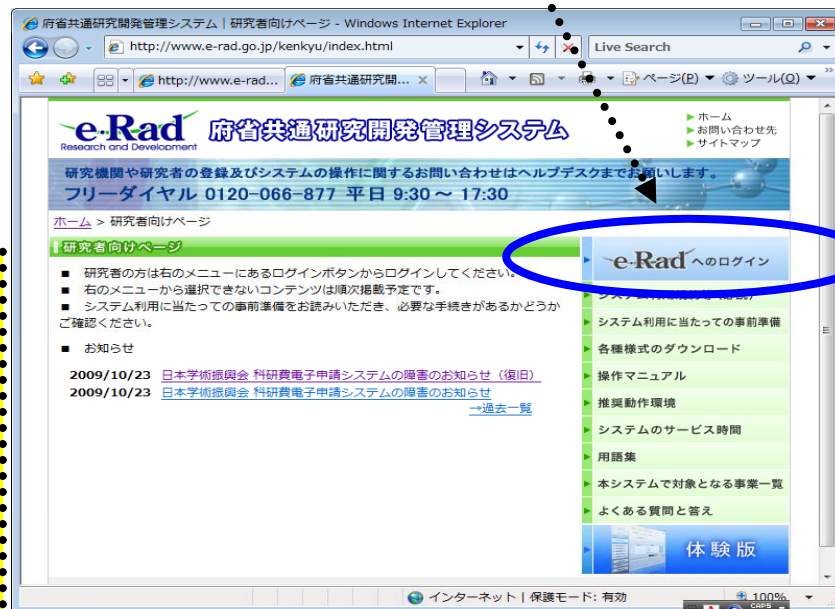 府省共通研究開発管理システム | 研究者向けページ - Windows Internet Explorer
http://www.e-rad.go.jp/kenkyu/index.html
Live Search
http://www.e-rad...
府省共通研究開...
ページ(P)
ツール(O)
e-Rad
Research and Development
府省共通研究開発管理システム
ホーム
お問い合わせ先
サイトマップ
研究機関や研究者の登録及びシステムの操作に関するお問い合わせはヘルプデスクまでお願いします。
フリーダイヤル 0120-066-877 平日 9:30 ~ 17:30
ホーム > 研究者向けページ
研究者向けページ
■ 研究者の方は右のメニューにあるログインボタンからログインしてください。
■ 右のメニューから選択できないコンテンツは順次掲載予定です。
■ システム利用に当たっての事前準備をお読みいただき、必要な手続きがあるかどうか
ご確認ください。
■ お知らせ
2009/10/23 日本学術振興会 科研費電子申請システムの障害のお知らせ（復旧）
2009/10/23 日本学術振興会 科研費電子申請システムの障害のお知らせ
→過去一覧
e-Radへのログイン
システム利用に当たっての事前準備
各種様式のダウンロード
操作マニュアル
推奨動作環境
システムのサービス時間
用語集
本システムで対象となる事業一覧
よくある質問と答え
体験版
インターネット | 保護モード: 有効
100%
CAPS